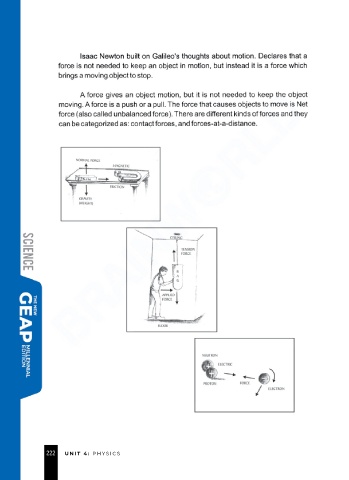 Isaac Newton built on Galileo's thoughts about motion. Declares that a
force is not needed to keep an object in motion, but instead it is a force which
brings a moving object to stop.
A force gives an object motion, but it is not needed to keep the object
moving. A force is a push or a pull. The force that causes objects to move is Net
force (also called unbalanced force). There are different kinds of forces and they
can be categorized as: contact forces, and forces-at-a-distance.
NORMAL FORCE
MAGNETIC
FRICTION
WEIGHT
CEILING
TENSION
FORCE
BAG
APPLIED
FORCE
FLOOR
NEUTRON
ELECTRIC
PROTON
FORCE
ELECTRON
SCIENCE
THE NEW
GEAP
MILLENNIAL
EDITION
222 UNIT 4: PHYSICS